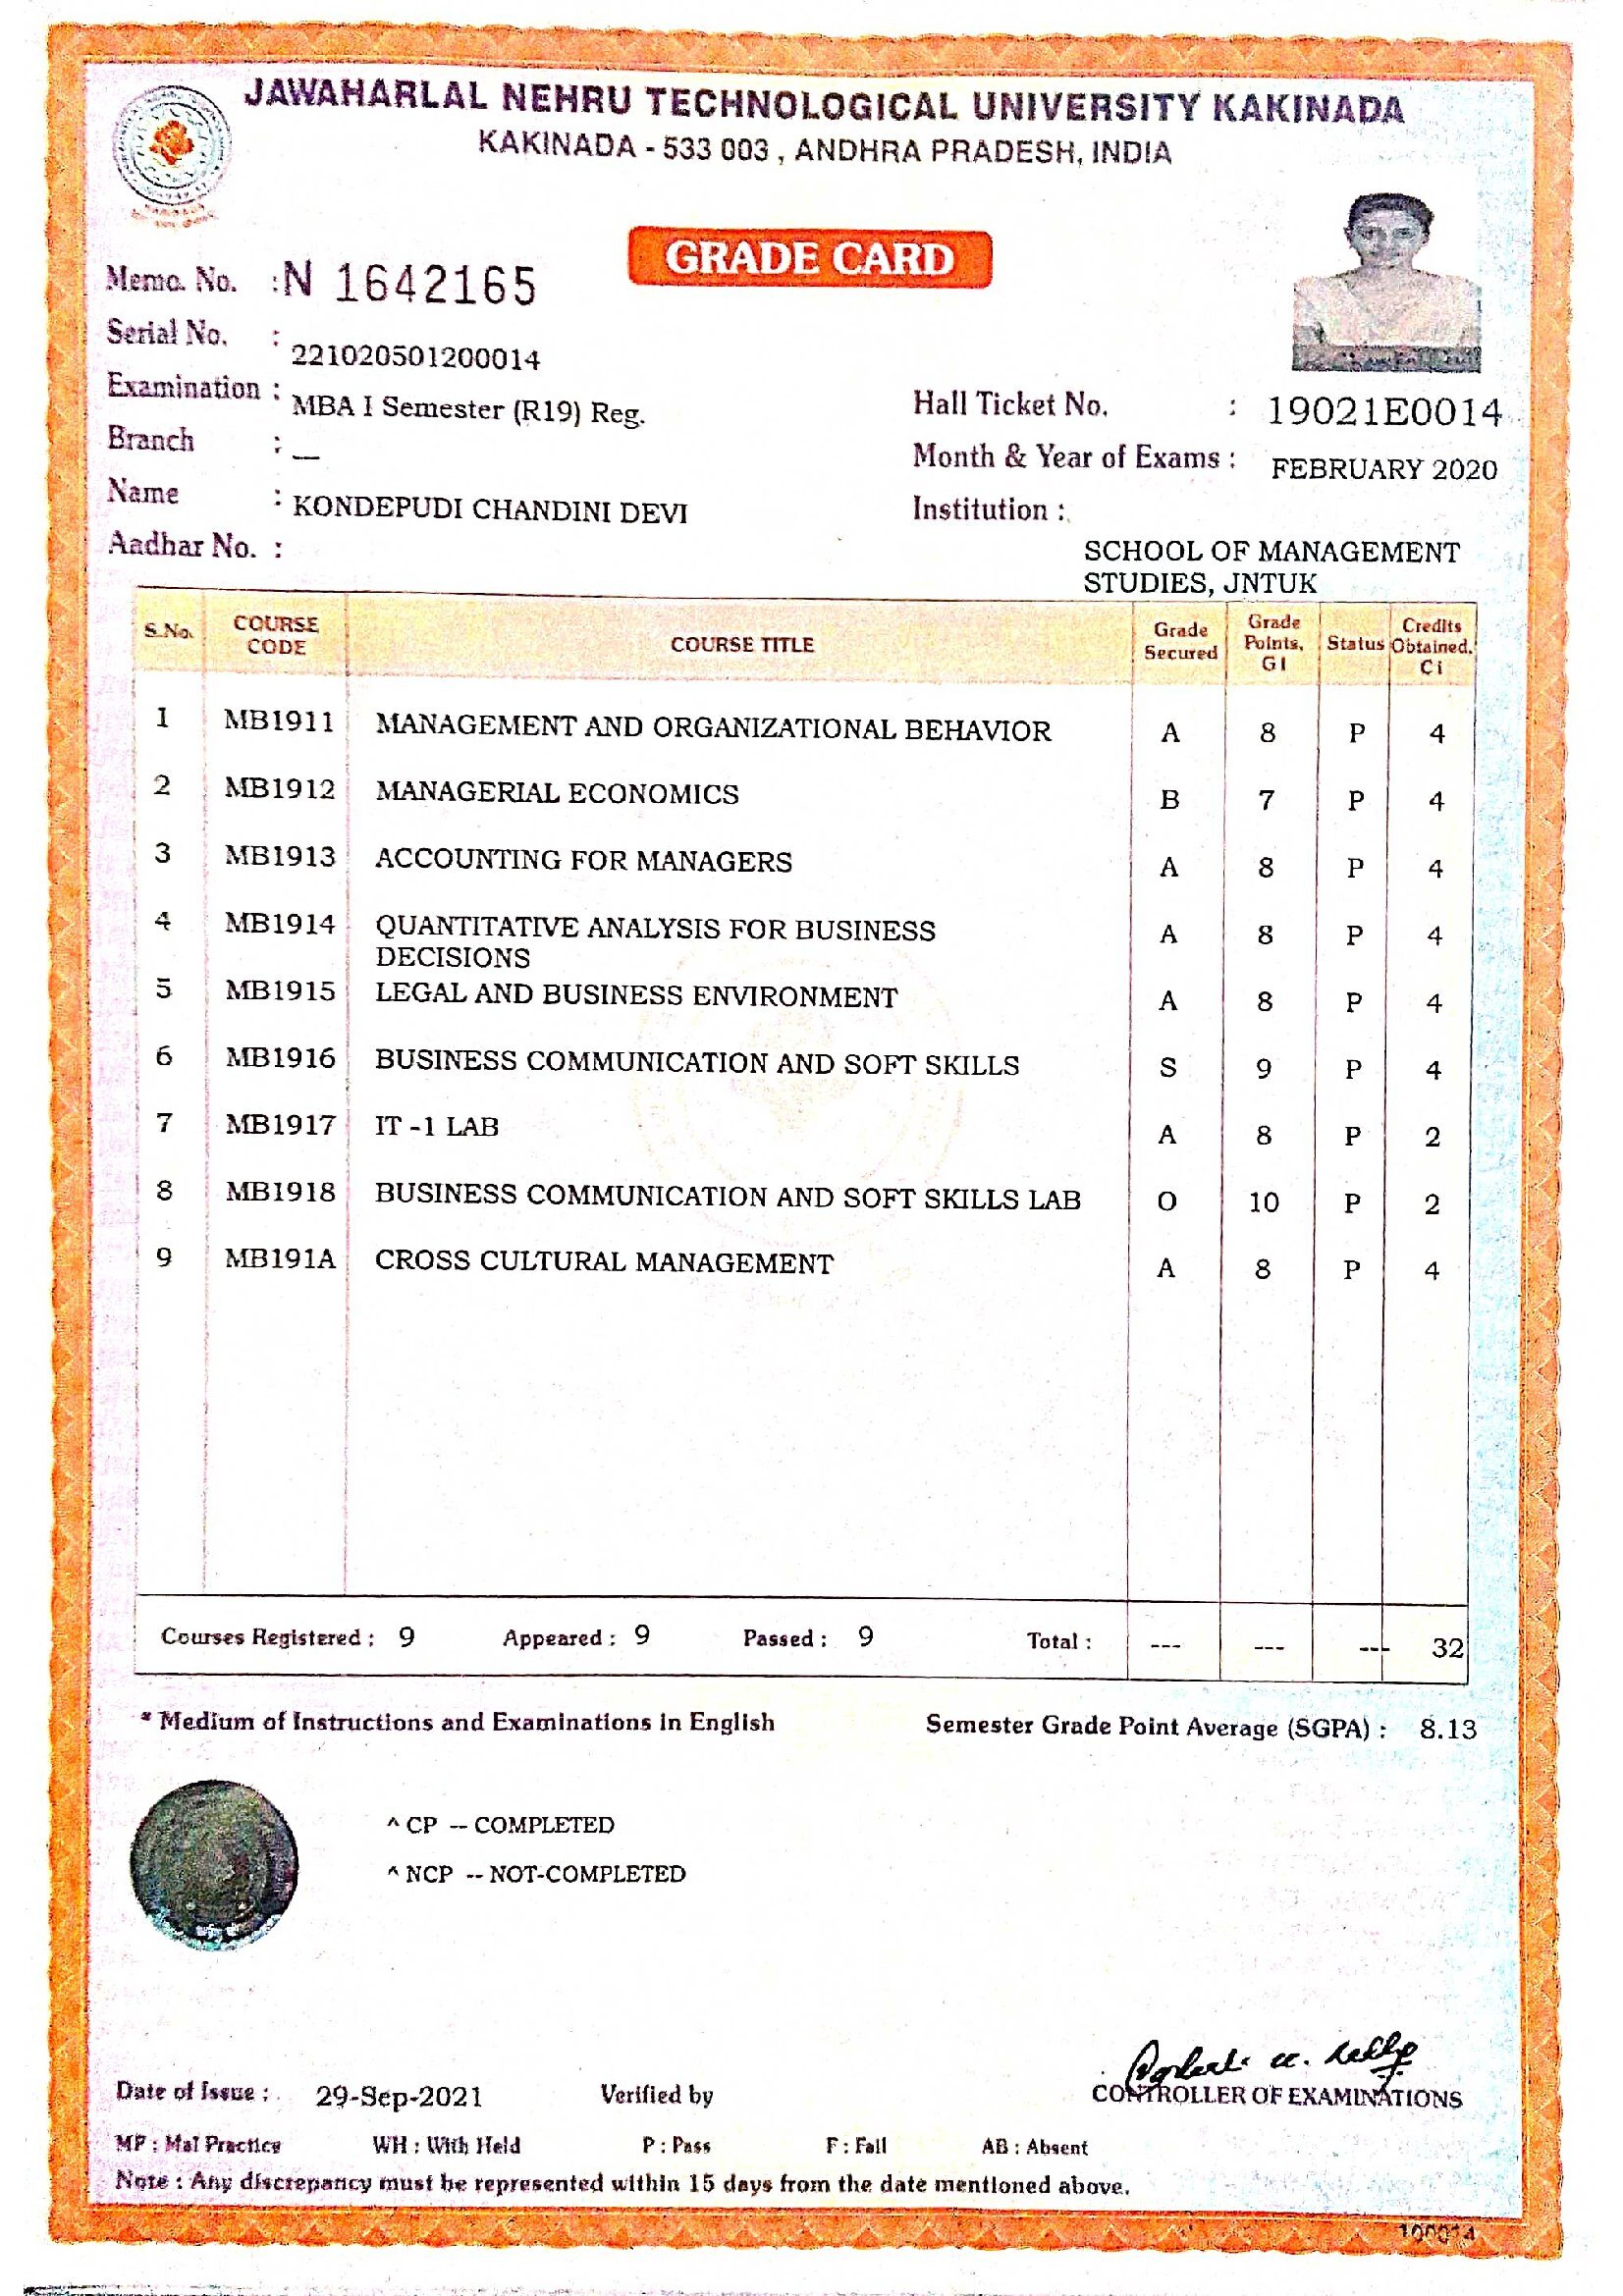 JAWAHARLAL NEHRU TECHNOLOGICAL UNIVERSITY KAKINADA
KAKINADA - 533 003 , ANDHRA PRADESH, INDIA
GRADE CARD
Memo. No. : N 1642165
Serial No. : 221020501200014
Examination : MBA I Semester (R19) Reg.
Hall Ticket No. : 19021E0014
Branch : __
Month & Year of Exams : FEBRUARY 2020
Name : KONDEPUDI CHANDINI DEVI
Institution :
Aadhar No. :
SCHOOL OF MANAGEMENT
STUDIES, JNTUK
S.No. COURSE CODE COURSE TITLE Grade Secured Grade Points, GI Status Credits Obtained. Ci
1 MB1911 MANAGEMENT AND ORGANIZATIONAL BEHAVIOR A 8 P 4
2 MB1912 MANAGERIAL ECONOMICS B 7 P 4
3 MB1913 ACCOUNTING FOR MANAGERS A 8 P 4
4 MB1914 QUANTITATIVE ANALYSIS FOR BUSINESS A 8 P 4
DECISIONS
5 MB1915 LEGAL AND BUSINESS ENVIRONMENT A 8 P 4
6 MB1916 BUSINESS COMMUNICATION AND SOFT SKILLS S 9 P 4
7 MB1917 IT -1 LAB A 8 P 2
8 MB1918 BUSINESS COMMUNICATION AND SOFT SKILLS LAB O 10 P 2
9 MB191A CROSS CULTURAL MANAGEMENT A 8 P 4
Courses Registered : 9 Appeared : 9 Passed : 9 Total : --- --- --- 32
* Medium of Instructions and Examinations in English Semester Grade Point Average (SGPA) : 8.13
^ CP -- COMPLETED
^ NCP -- NOT-COMPLETED
Date of Issue : 29-Sep-2021 Verified by CONTROLLER OF EXAMINATIONS
MP : Mal Practice WH : With Held P : Pass F : Fail AB : Absent
Note : Any discrepancy must be represented within 15 days from the date mentioned above.